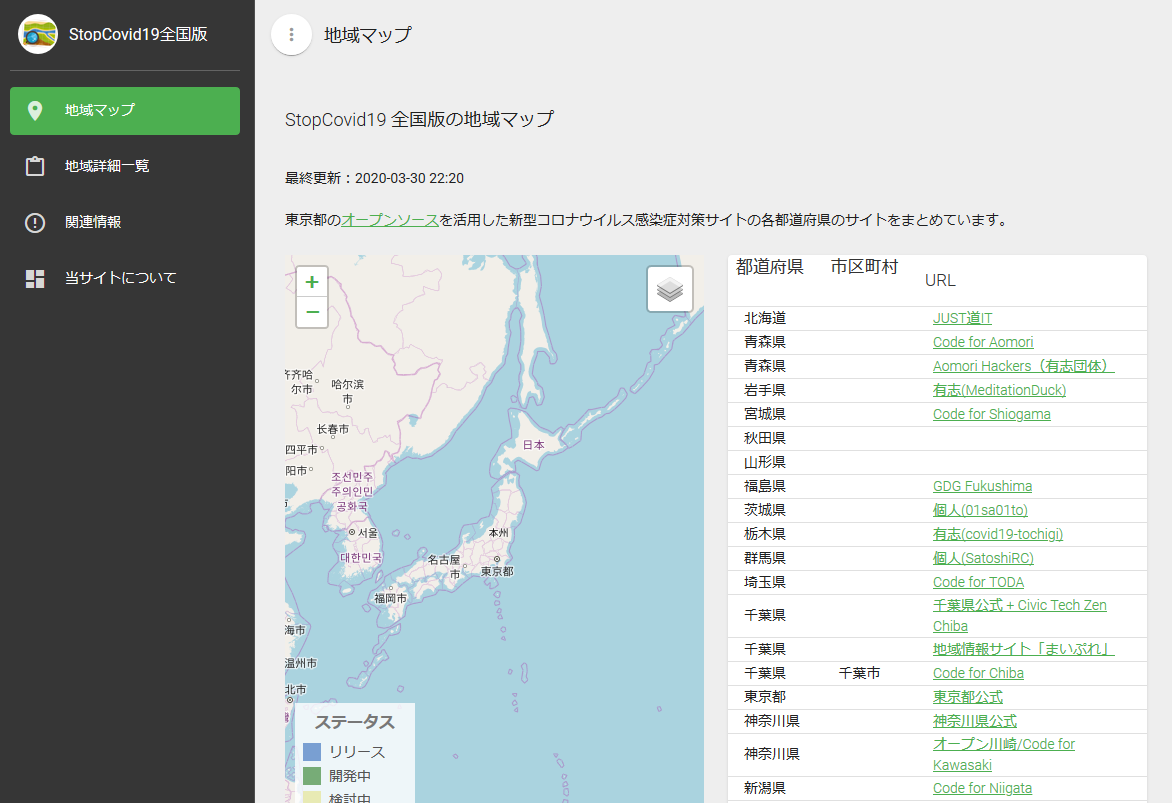 StopCovid19全国版
地域マップ
地域マップ
地域詳細一覧
関連情報
当サイトについて
StopCovid19 全国版の地域マップ
最終更新：2020-03-30 22:20
東京都のオープンソースを活用した新型コロナウイルス感染症対策サイトの各都道府県のサイトをまとめています。
+
−
齐齐哈
尔市
哈尔滨
市
长春市
四平市
阳市
조선민주
주의인민
공화국
서울
대한민국
日本
本州
名古屋
市
東京都
福岡市
海市
温州市
北市
ステータス
リリース
開発中
検討中
都道府県 市区町村 URL
北海道 JUST道IT
青森県 Code for Aomori
青森県 Aomori Hackers（有志団体）
岩手県 有志(MeditationDuck)
宮城県 Code for Shiogama
秋田県
山形県
福島県 GDG Fukushima
茨城県 個人(01sa01to)
栃木県 有志(covid19-tochigi)
群馬県 個人(SatoshiRC)
埼玉県 Code for TODA
千葉県 千葉県公式 + Civic Tech Zen
Chiba
千葉県 地域情報サイト「まいぷれ」
千葉県 千葉市 Code for Chiba
東京都 東京都公式
神奈川県 神奈川県公式
神奈川県 オープン川崎/Code for
Kawasaki
新潟県 Code for Niigata